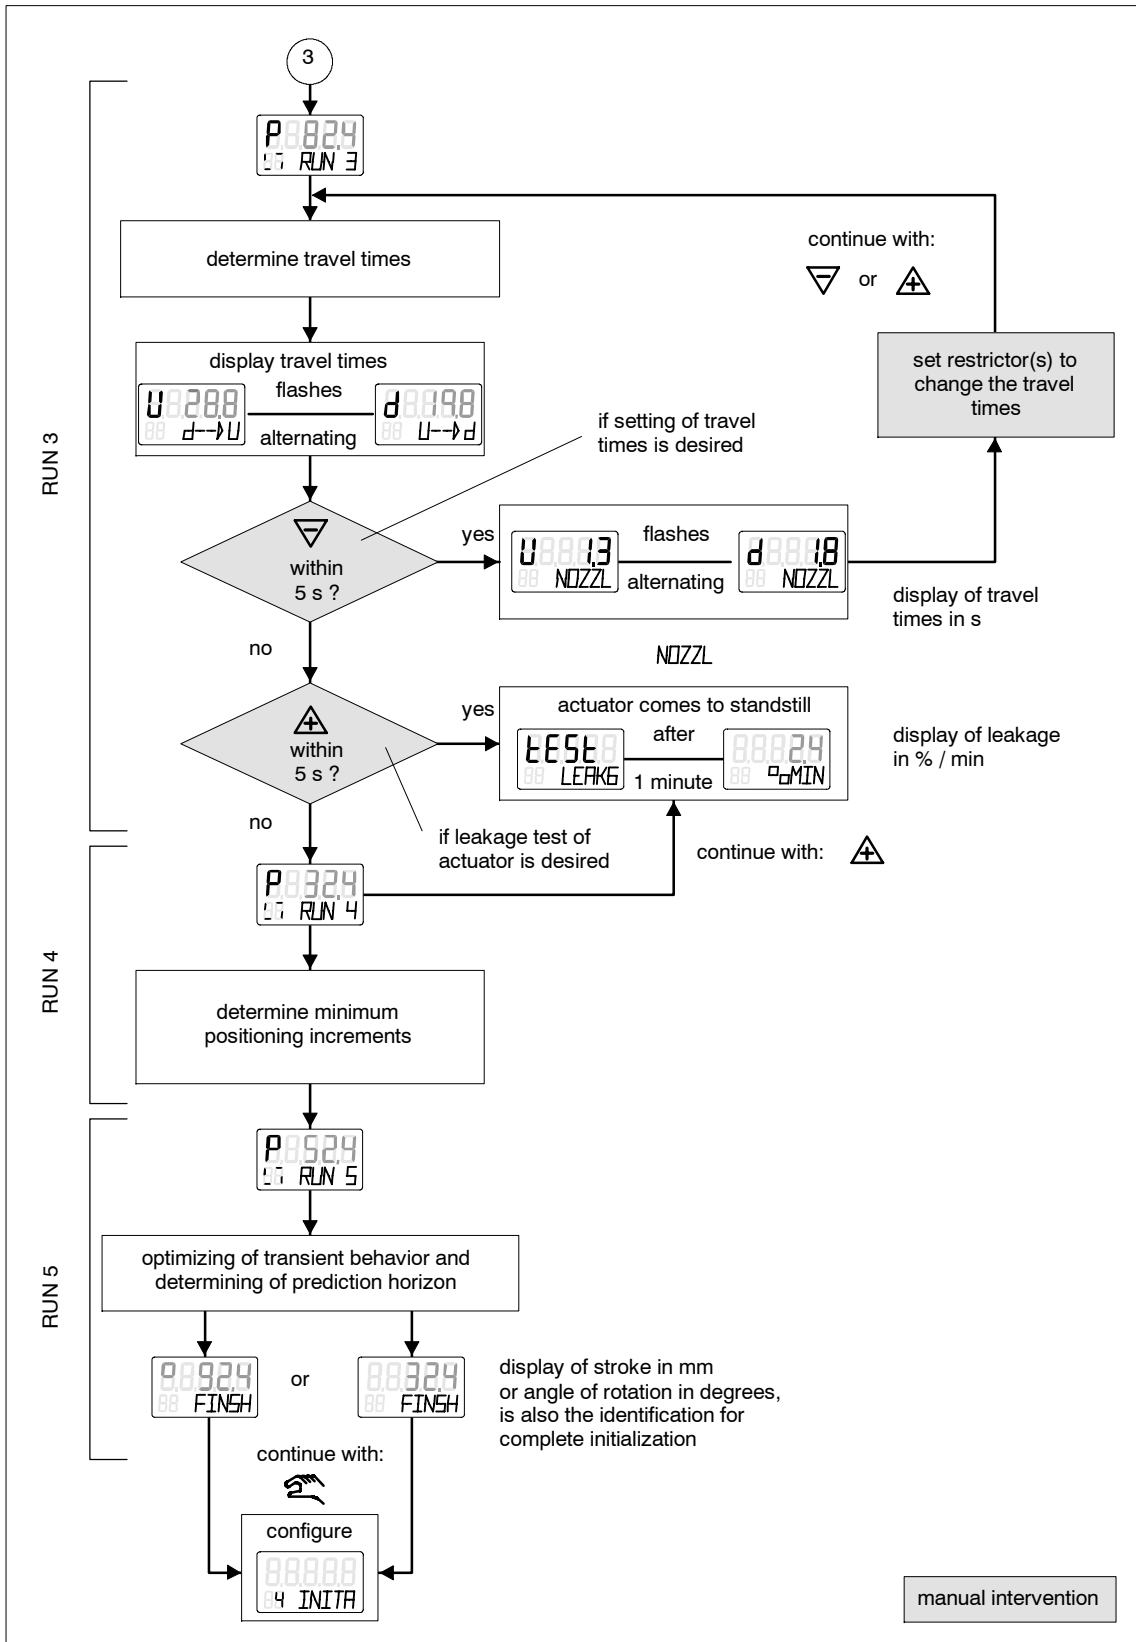 3
P 82.4
RUN 3
determine travel times
continue with:
or
display travel times
flashes
U 28.8
d-->U
d 19.8
U-->d
alternating
set restrictor(s) to
change the travel
times
if setting of travel
times is desired
RUN 3
within
5 s ?
yes
flashes
U 1.3
NOZZL
d 1.8
NOZZL
alternating
display of travel
times in s
no
NOZZL
within
5 s ?
yes
actuator comes to standstill
after
tESt
LEAKG
2.4
%MIN
1 minute
display of leakage
in % / min
no
if leakage test of
actuator is desired
continue with:
P 32.4
RUN 4
RUN 4
determine minimum
positioning increments
P 52.4
RUN 5
RUN 5
optimizing of transient behavior and
determining of prediction horizon
° 92.4
FINSH
or
32.4
FINSH
display of stroke in mm
or angle of rotation in degrees,
is also the identification for
complete initialization
continue with:
configure
4 INITA
manual intervention